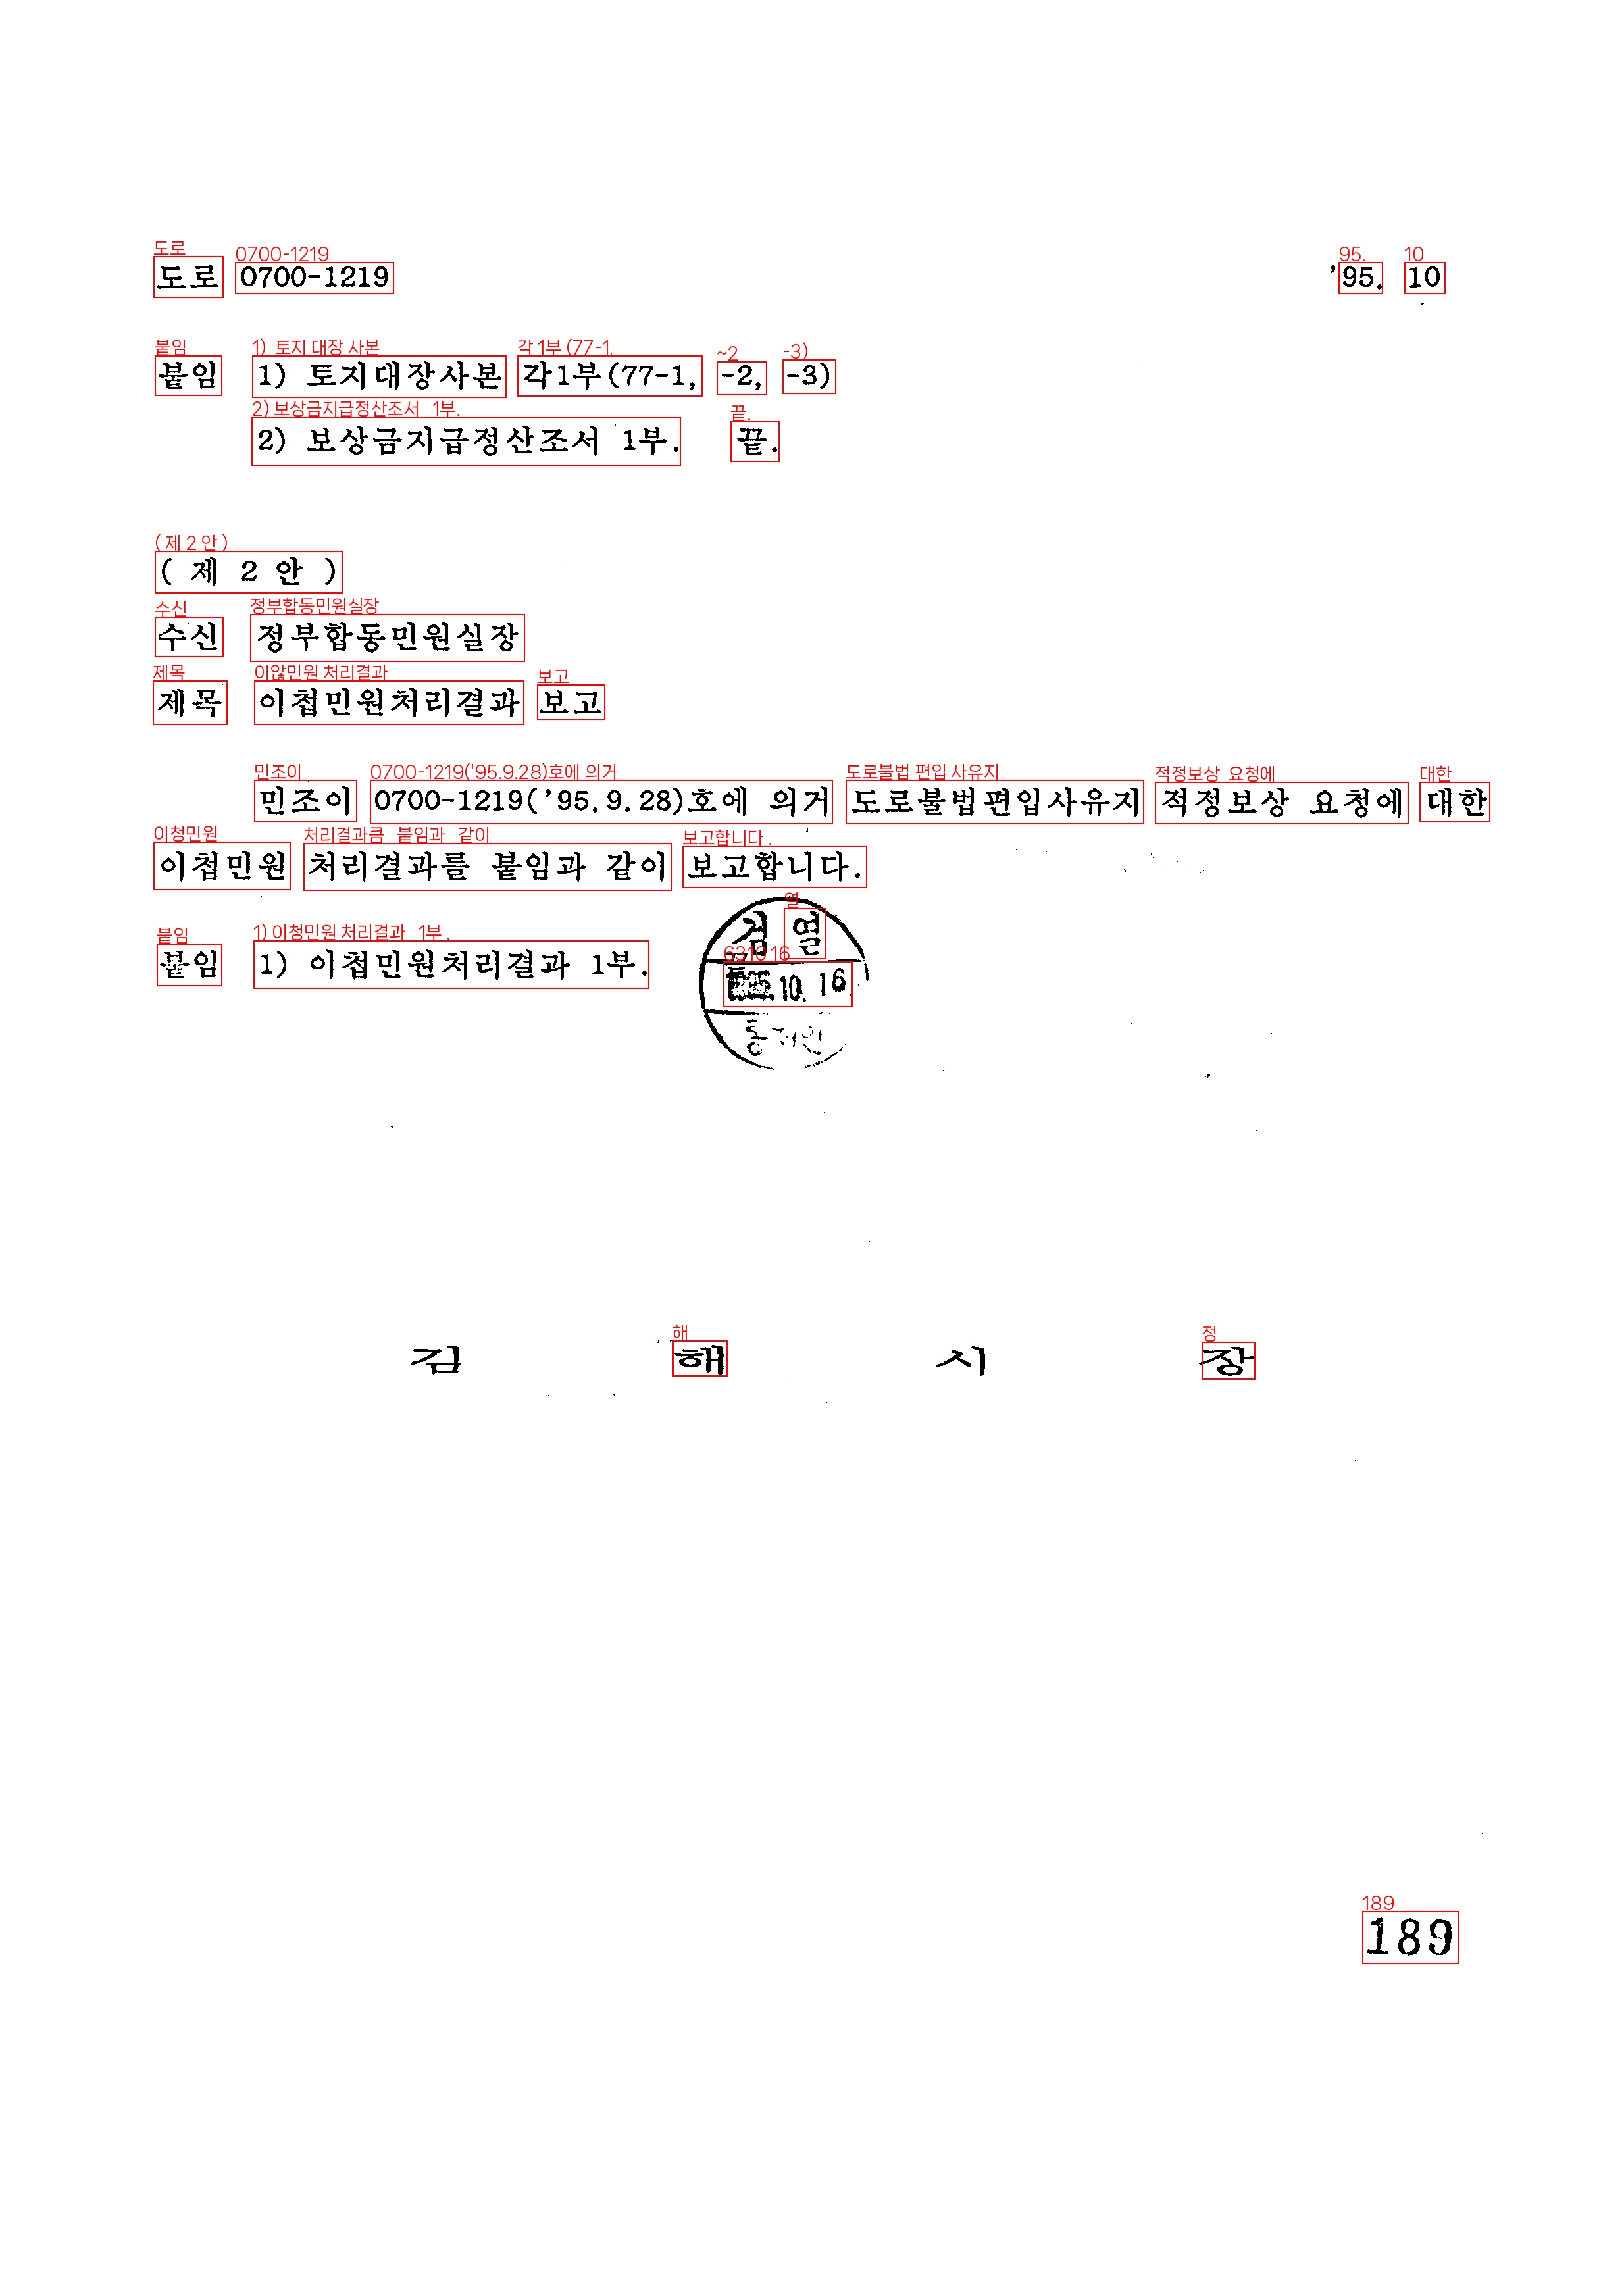 도로 0700-1219 '95. 10
붙임 1) 토지대장사본 각1부(77-1, -2, -3)
2) 보상금지급정산조서 1부. 끝.
( 제 2 안 )
수신 정부합동민원실장
제목 이첩민원처리결과 보고
민조이 0700-1219('95.9.28)호에 의거 도로불법편입사유지 적정보상 요청에 대한
이첩민원 처리결과를 붙임과 같이 보고합니다.
붙임 1) 이첩민원처리결과 1부.
검 열
10. 16
김 해 시 장
189